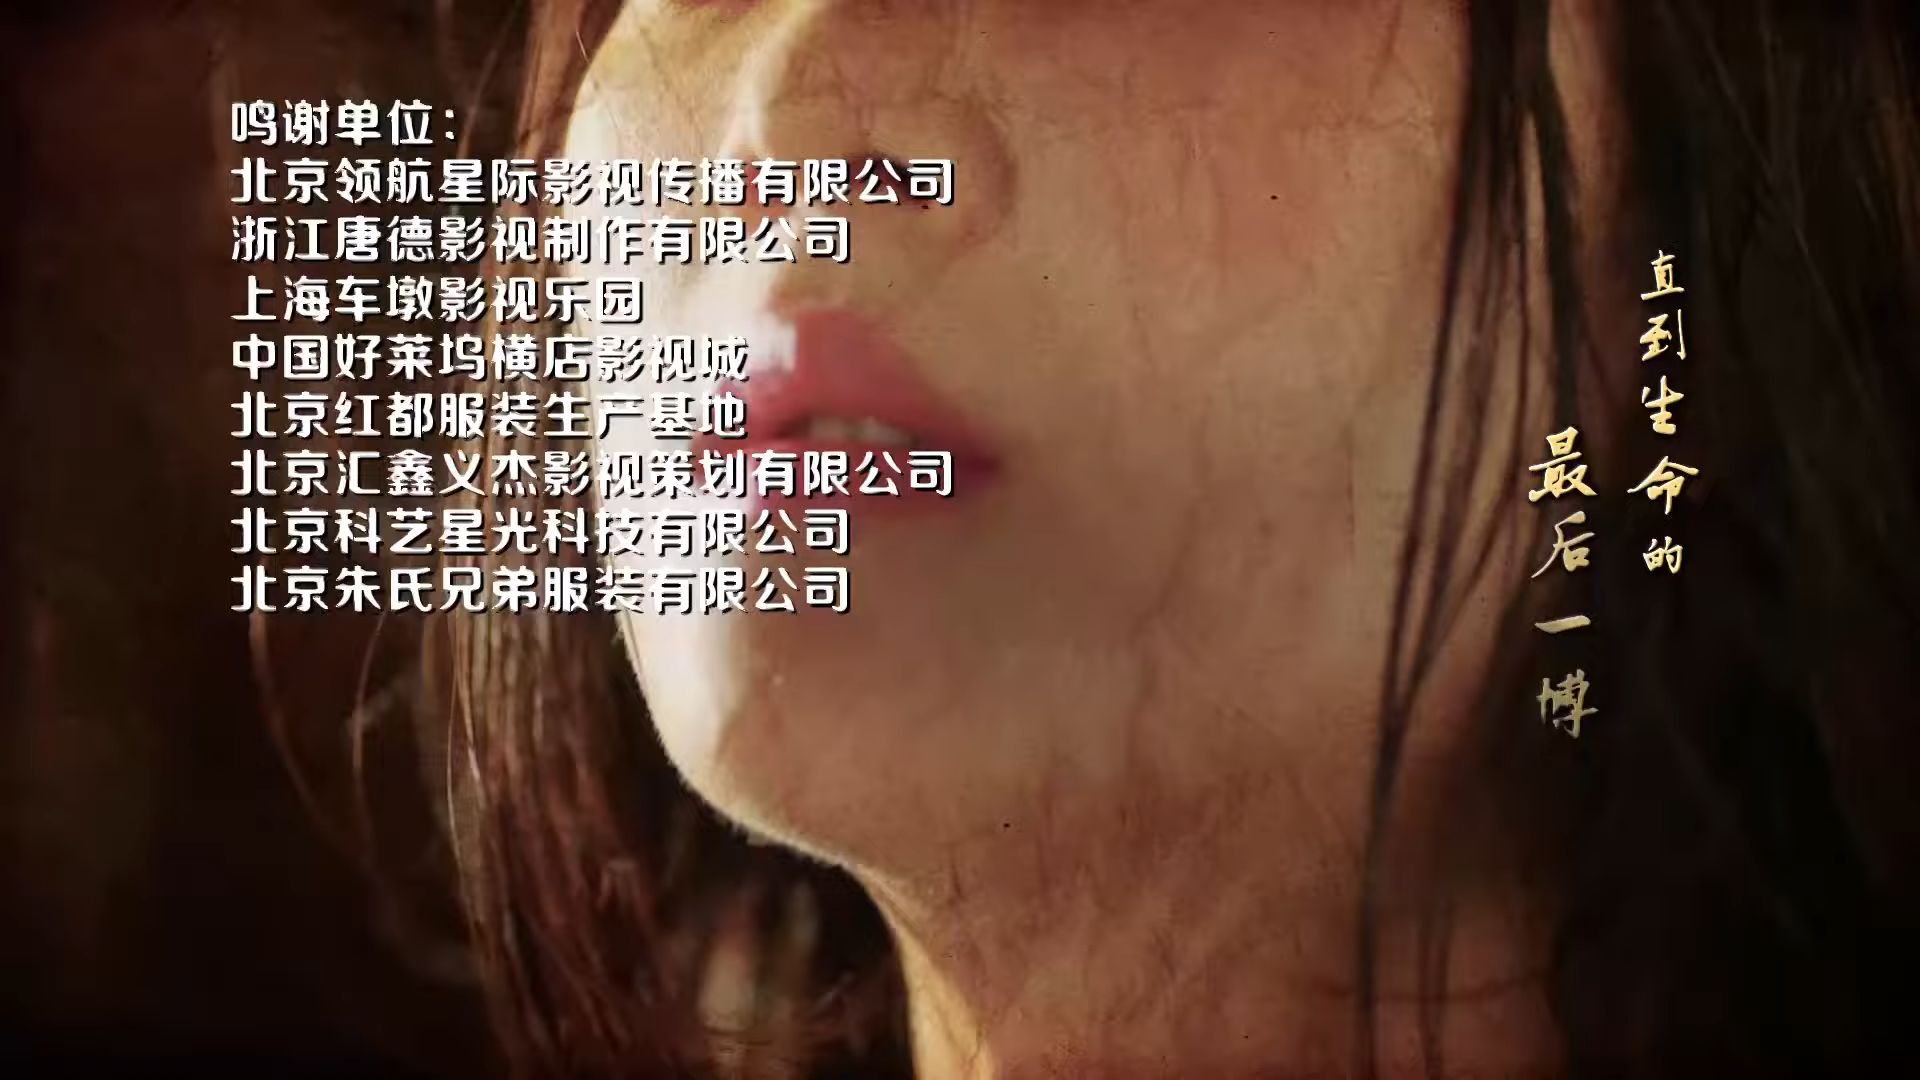 鸣谢单位：
北京领航星际影视传播有限公司
浙江唐德影视制作有限公司
上海车墩影视乐园
中国好莱坞横店影视城
北京红都服装生产基地
北京汇鑫义杰影视策划有限公司
北京科艺星光科技有限公司
北京朱氏兄弟服装有限公司
直到生命的
最后一博